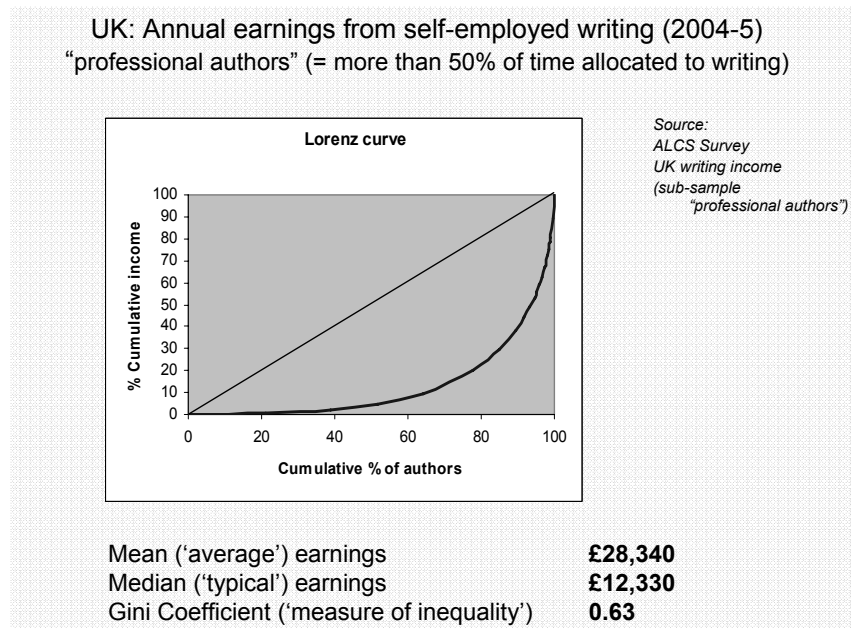 UK: Annual earnings from self-employed writing (2004-5)
“professional authors” (= more than 50% of time allocated to writing)
Source:
ALCS Survey
UK writing income
(sub-sample
“professional authors”)
Lorenz curve
% Cumulative income
100
90
80
70
60
50
40
30
20
10
0
0 20 40 60 80 100
Cumulative % of authors
Mean (‘average’) earnings £28,340
Median (‘typical’) earnings £12,330
Gini Coefficient (‘measure of inequality’) 0.63